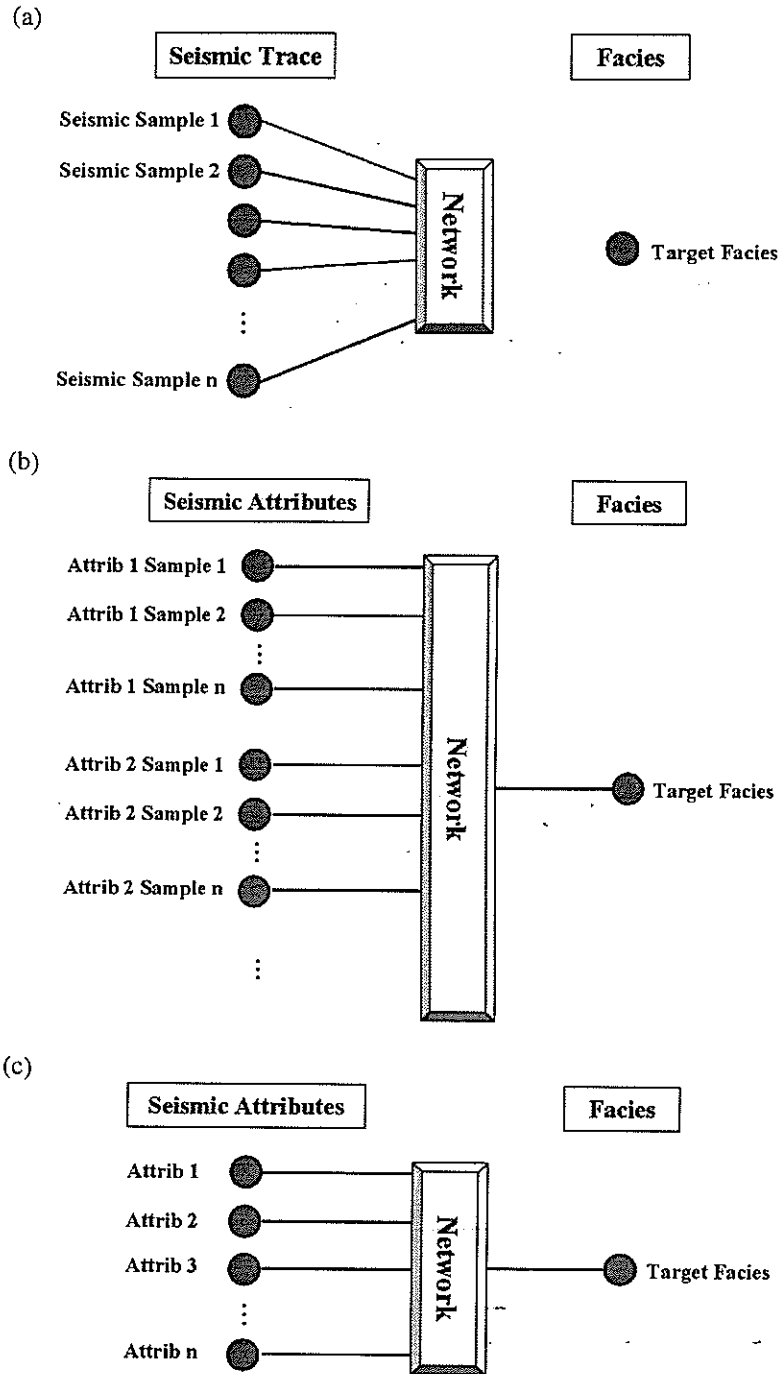 (a)
Seismic Trace
Facies
Seismic Sample 1
Seismic Sample 2
Network
Target Facies
⋮
Seismic Sample n
(b)
Seismic Attributes
Facies
Attrib 1 Sample 1
Attrib 1 Sample 2
⋮
Attrib 1 Sample n
Network
Attrib 2 Sample 1
Target Facies
Attrib 2 Sample 2
⋮
Attrib 2 Sample n
⋮
(c)
Seismic Attributes
Facies
Attrib 1
Attrib 2
Network
Attrib 3
Target Facies
⋮
Attrib n